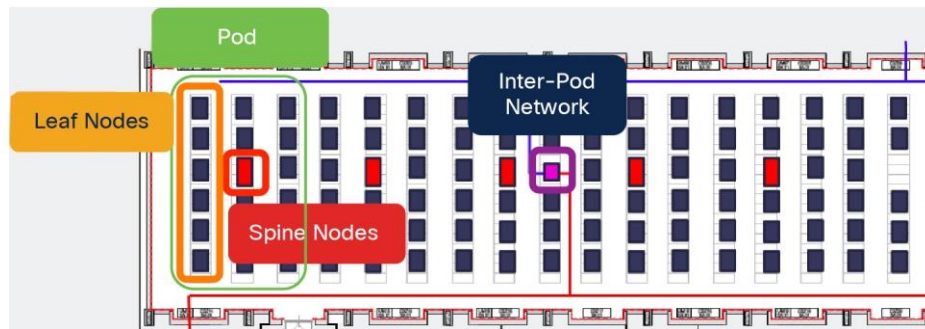 Pod
Inter-Pod
Network
Leaf Nodes
Spine Nodes